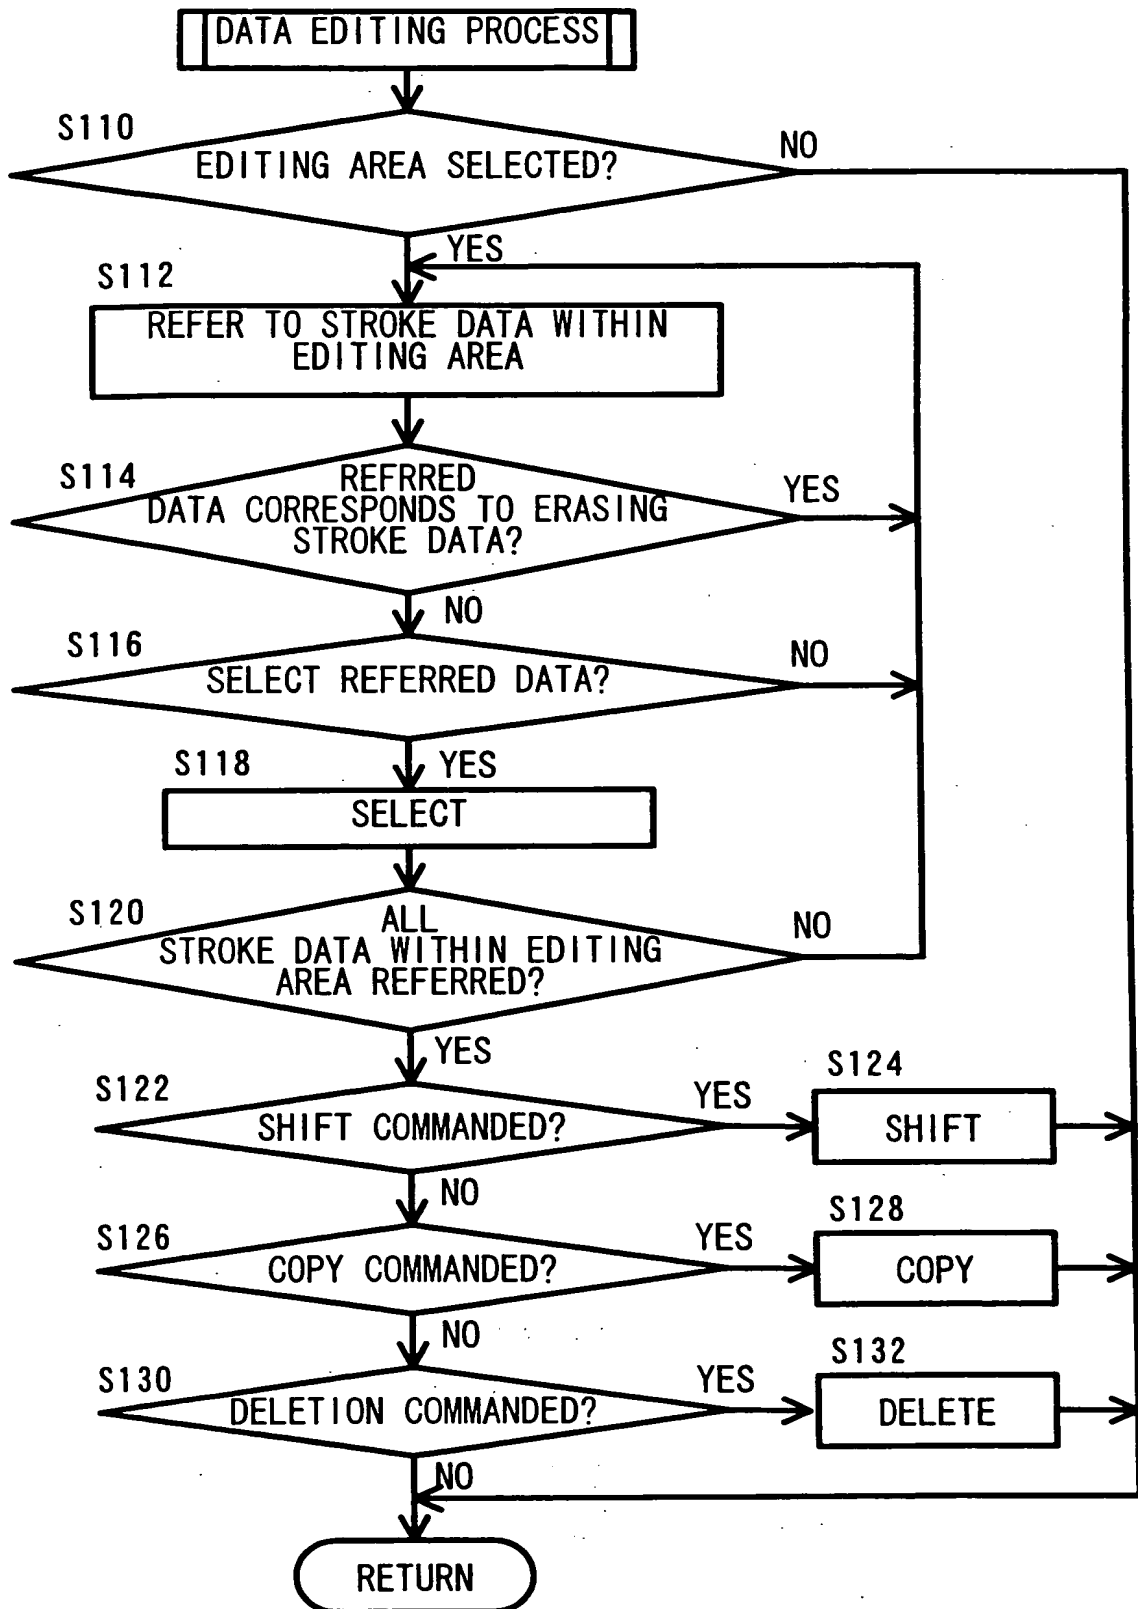 DATA EDITING PROCESS
S110
EDITING AREA SELECTED?
NO
YES
S112
REFER TO STROKE DATA WITHIN
EDITING AREA
S114
REFRRED
DATA CORRESPONDS TO ERASING
STROKE DATA?
YES
NO
S116
SELECT REFERRED DATA?
NO
YES
S118
SELECT
S120
ALL
STROKE DATA WITHIN EDITING
AREA REFERRED?
NO
YES
S122
SHIFT COMMANDED?
YES
S124
SHIFT
NO
S126
COPY COMMANDED?
YES
S128
COPY
NO
S130
DELETION COMMANDED?
YES
S132
DELETE
NO
RETURN